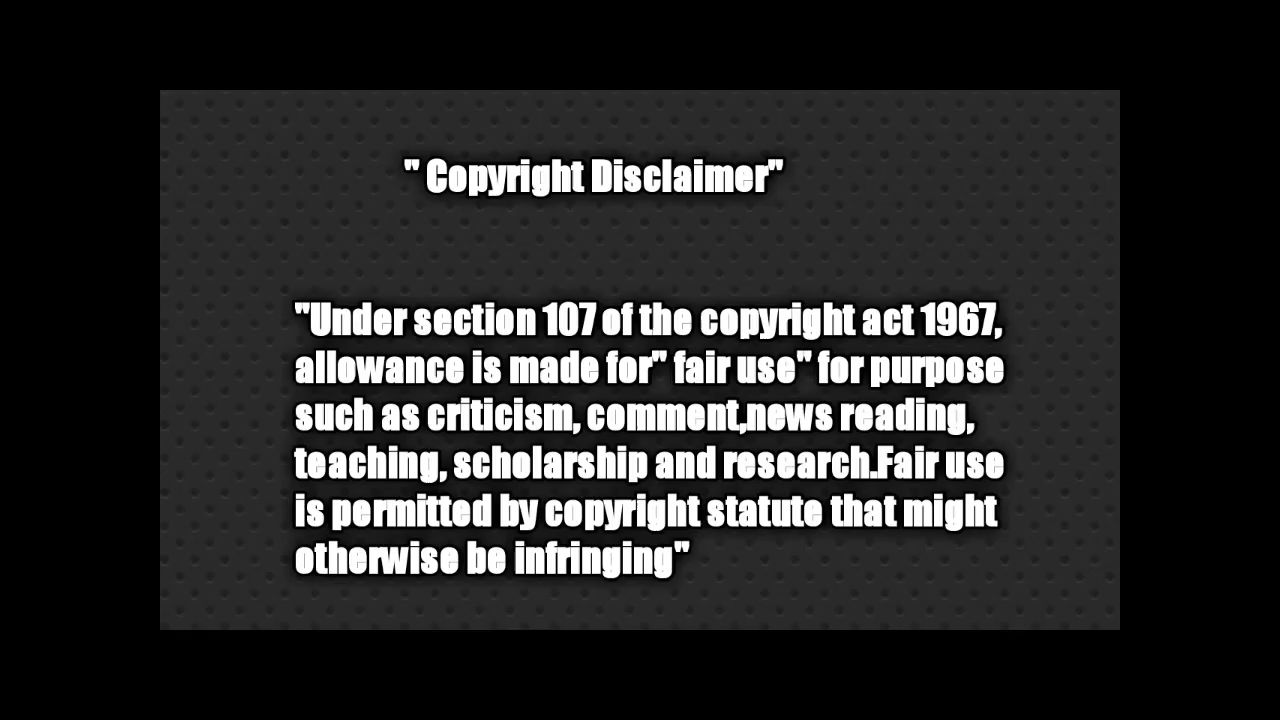 " Copyright Disclaimer"
"Under section 107 of the copyright act 1967,
allowance is made for" fair use" for purpose
such as criticism, comment,news reading,
teaching, scholarship and research.Fair use
is permitted by copyright statute that might
otherwise be infringing"